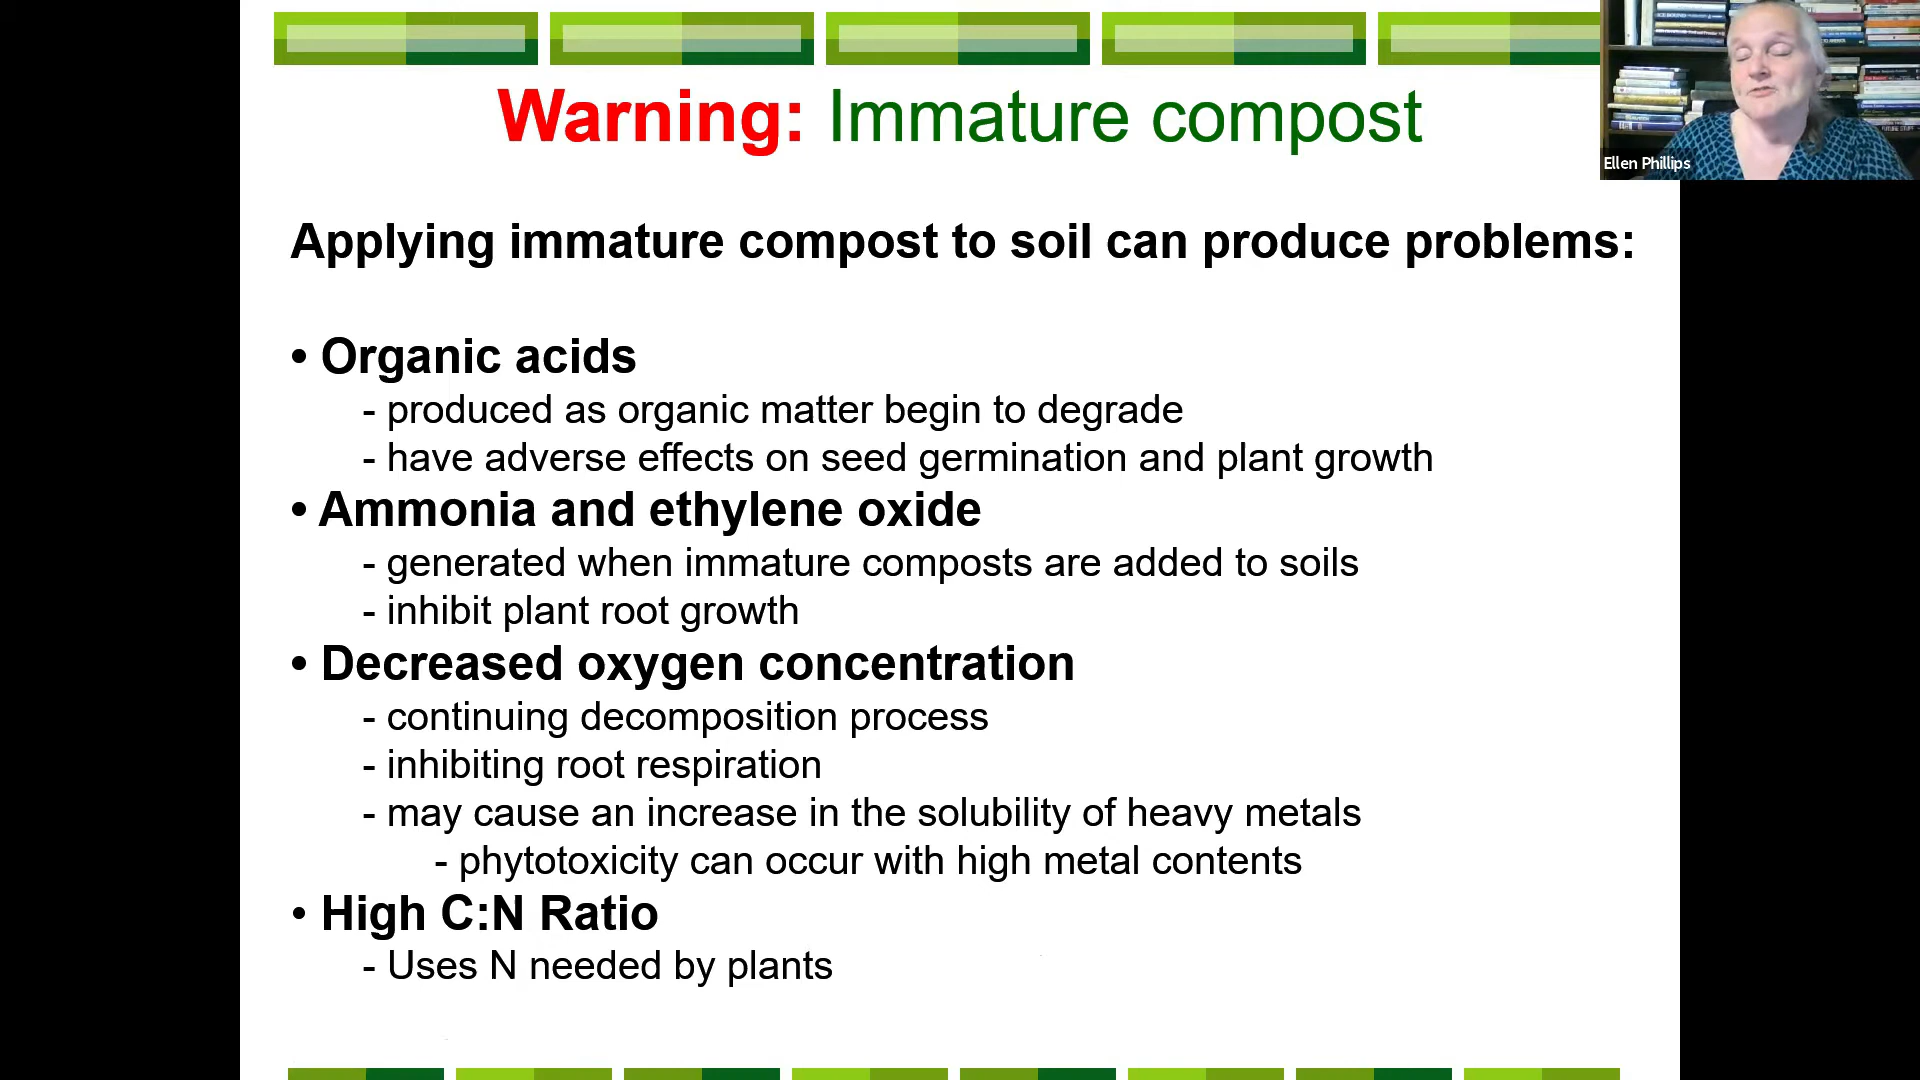 Warning: Immature compost
Ellen Phillips
Applying immature compost to soil can produce problems:
• Organic acids
- produced as organic matter begin to degrade
- have adverse effects on seed germination and plant growth
• Ammonia and ethylene oxide
- generated when immature composts are added to soils
- inhibit plant root growth
• Decreased oxygen concentration
- continuing decomposition process
- inhibiting root respiration
- may cause an increase in the solubility of heavy metals
- phytotoxicity can occur with high metal contents
• High C:N Ratio
- Uses N needed by plants